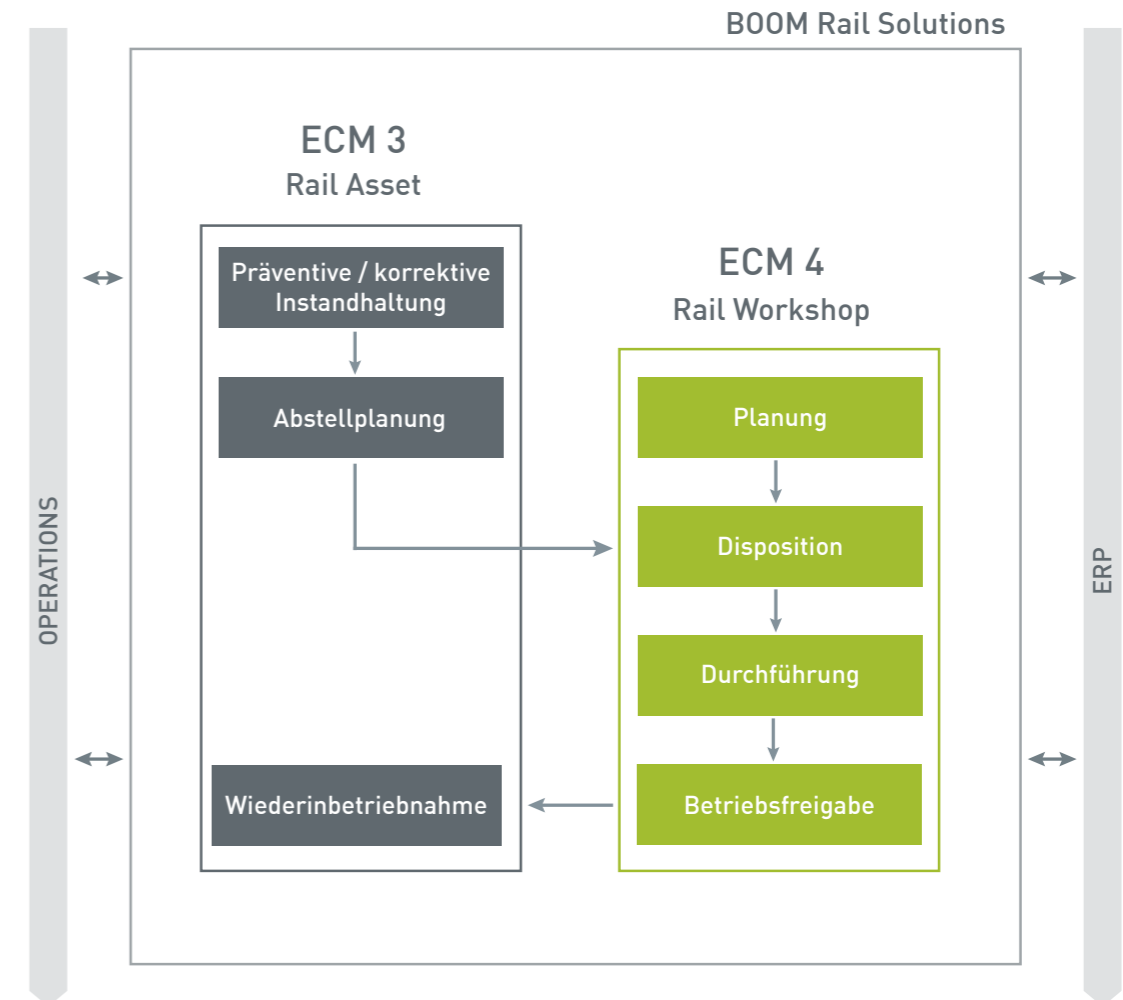 BOOM Rail Solutions
ECM 3
Rail Asset
Präventive / korrektive
Instandhaltung
Abstellplanung
Wiederinbetriebnahme
ECM 4
Rail Workshop
Planung
Disposition
Durchführung
Betriebsfreigabe
OPERATIONS
ERP